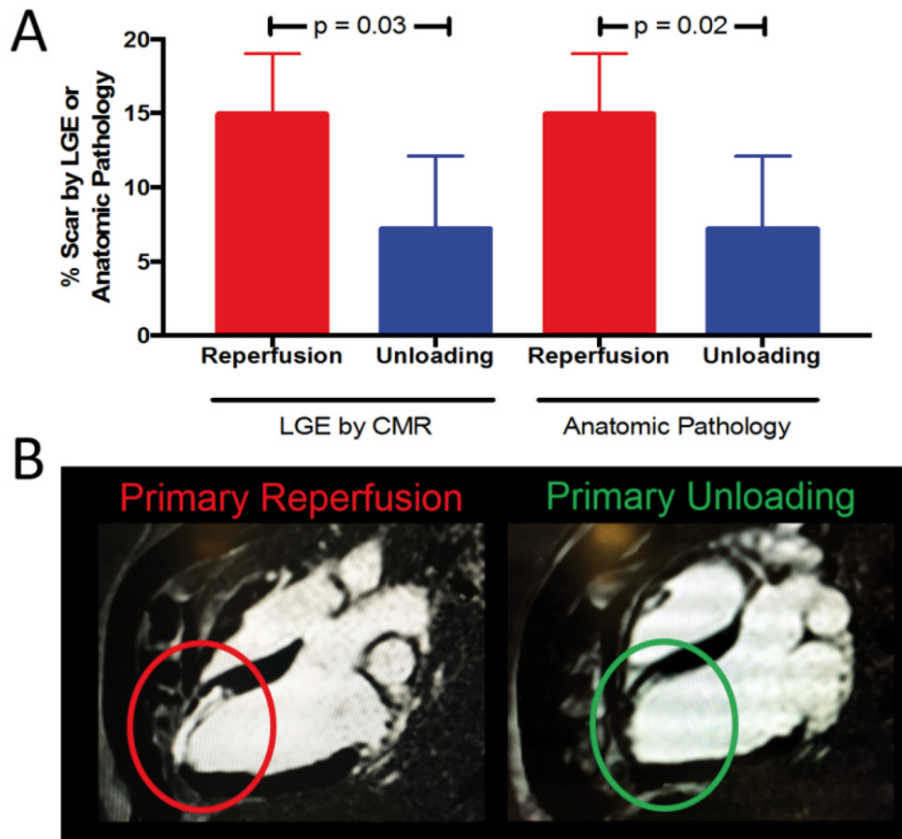 A
p = 0.03
p = 0.02
% Scar by LGE or
Anatomic Pathology
20
15
10
5
0
Reperfusion
Unloading
Reperfusion
Unloading
LGE by CMR
Anatomic Pathology
B
Primary Reperfusion
Primary Unloading